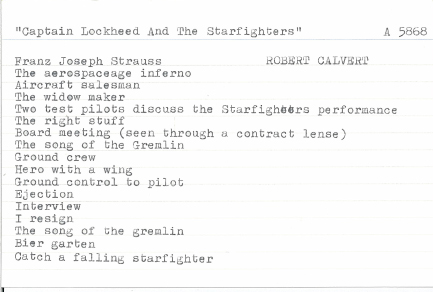 "Captain Lockheed And The Starfighters" A 5868
Franz Joseph Strauss ROBERT CALVERT
The aerospaceage inferno
Aircraft salesman
The widow maker
Two test pilots discuss the Starfighters performance
The right stuff
Board meeting (seen through a contract lense)
The song of the Gremlin
Ground crew
Hero with a wing
Ground control to pilot
Ejection
Interview
I resign
The song of the gremlin
Bier garten
Catch a falling starfighter